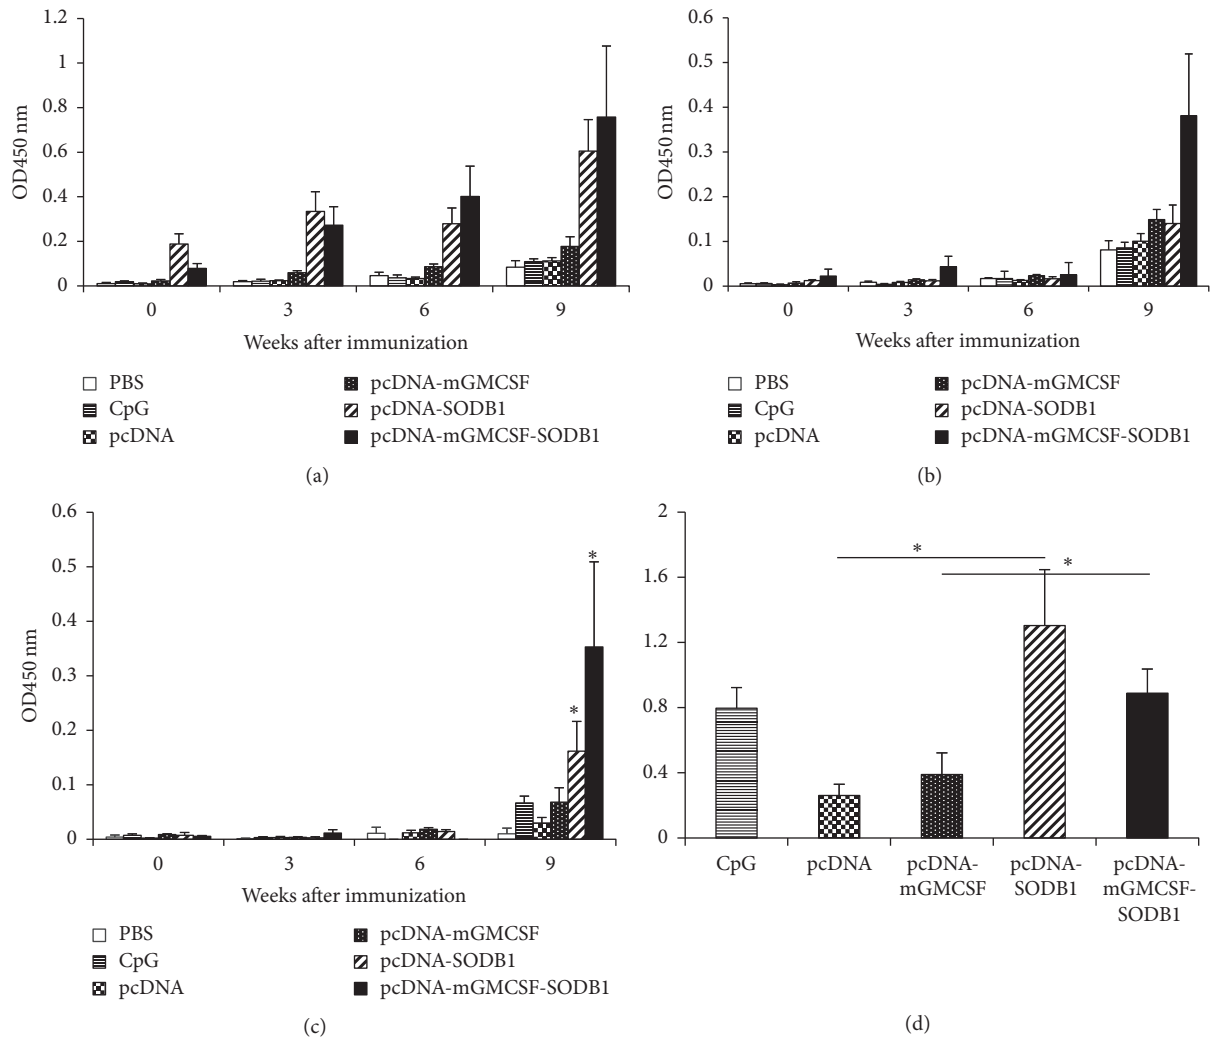 1.2
1
0.8
0.6
0.4
0.2
0
OD450 nm
0 3 6 9
Weeks after immunization
PBS
CpG
pcDNA
pcDNA-mGMCSF
pcDNA-SODB1
pcDNA-mGMCSF-SODB1
(a)
0.6
0.5
0.4
0.3
0.2
0.1
0
OD450 nm
0 3 6 9
Weeks after immunization
PBS
CpG
pcDNA
pcDNA-mGMCSF
pcDNA-SODB1
pcDNA-mGMCSF-SODB1
(b)
0.6
0.5
0.4
0.3
0.2
0.1
0
OD450 nm
*
*
0 3 6 9
Weeks after immunization
PBS
CpG
pcDNA
pcDNA-mGMCSF
pcDNA-SODB1
pcDNA-mGMCSF-SODB1
(c)
2
1.6
1.2
0.8
0.4
0
*
*
CpG
pcDNA
pcDNA-
mGMCSF
pcDNA-
SODB1
pcDNA-
mGMCSF-
SODB1
(d)